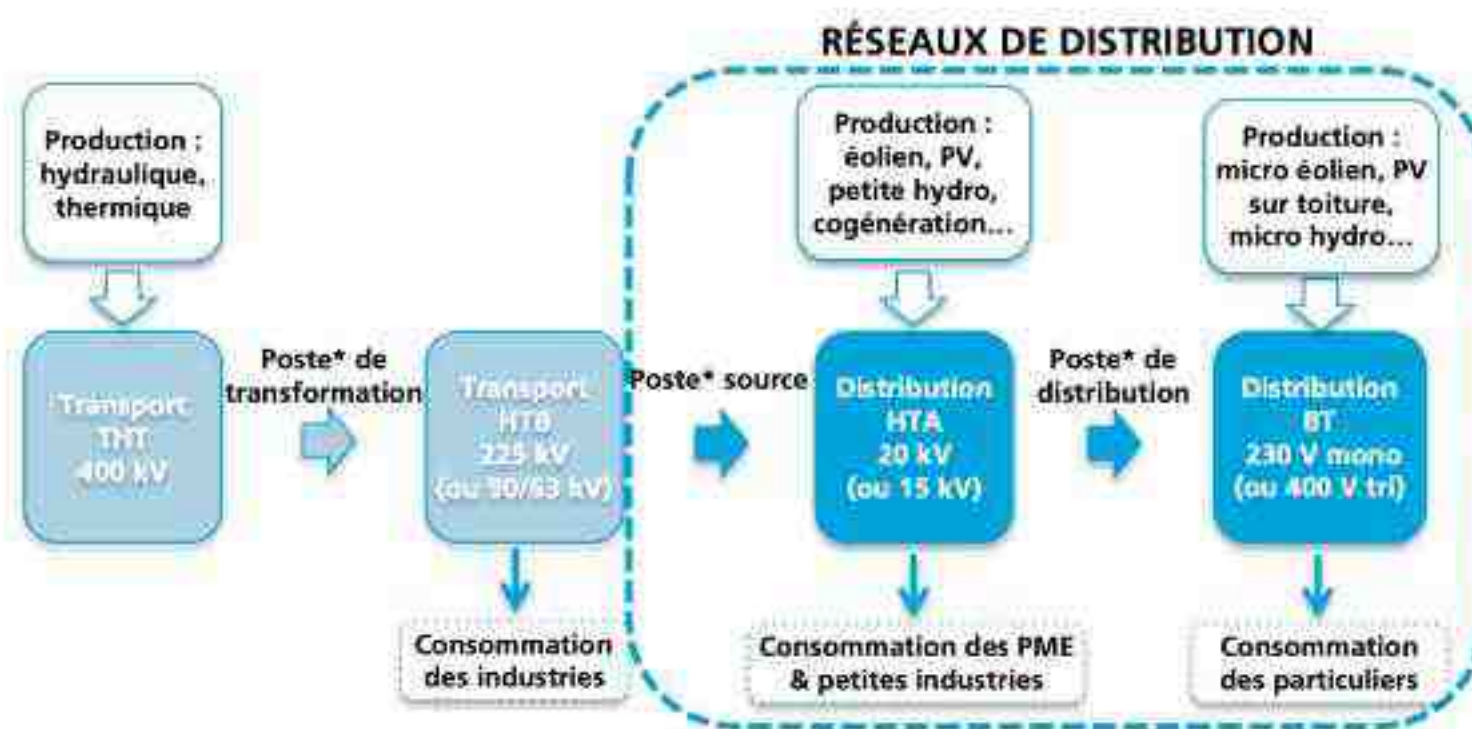 RÉSEAUX DE DISTRIBUTION
Production :
hydraulique,
thermique
Production :
éolien, PV,
petite hydro,
cogénération...
Production :
micro éolien, PV
sur toiture,
micro hydro...
Transport
THT
400 kV
Poste* de
transformation
Transport
HTB
225 kV
(ou 90/63 kV)
Poste* source
Distribution
HTA
20 kV
(ou 15 kV)
Poste* de
distribution
Distribution
BT
230 V mono
(ou 400 V tri)
Consommation
des industries
Consommation des PME
& petites industries
Consommation
des particuliers